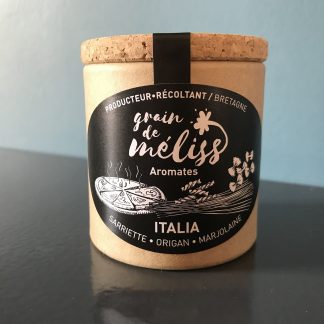 PRODUCTEUR•RÉCOLTANT / BRETAGNE
grain
de
méliss
Aromates
ITALIA
SARRIETTE • ORIGAN • MARJOLAINE